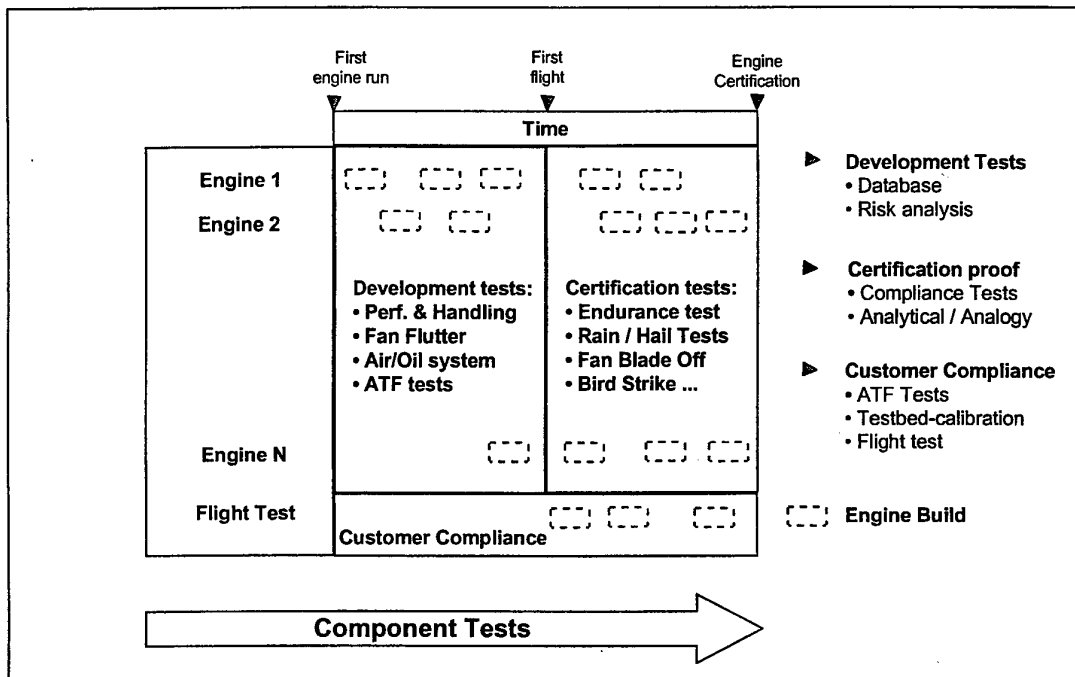 First
engine run
First
flight
Engine
Certification
Time
Engine 1
Engine 2
Development tests:
• Perf. & Handling
• Fan Flutter
• Air/Oil system
• ATF tests
Certification tests:
• Endurance test
• Rain / Hail Tests
• Fan Blade Off
• Bird Strike ...
Engine N
Flight Test
Customer Compliance
Development Tests
• Database
• Risk analysis
Certification proof
• Compliance Tests
• Analytical / Analogy
Customer Compliance
• ATF Tests
• Testbed-calibration
• Flight test
Engine Build
Component Tests